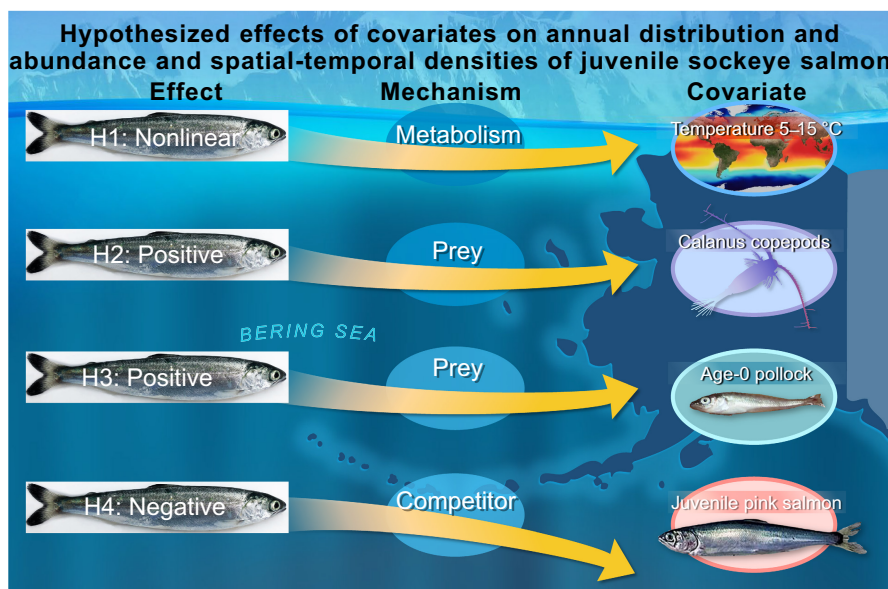 Hypothesized effects of covariates on annual distribution and
abundance and spatial-temporal densities of juvenile sockeye salmon
Effect Mechanism Covariate
H1: Nonlinear Metabolism Temperature 5–15 °C
H2: Positive Prey Calanus copepods
BERING SEA
H3: Positive Prey Age-0 pollock
H4: Negative Competitor Juvenile pink salmon